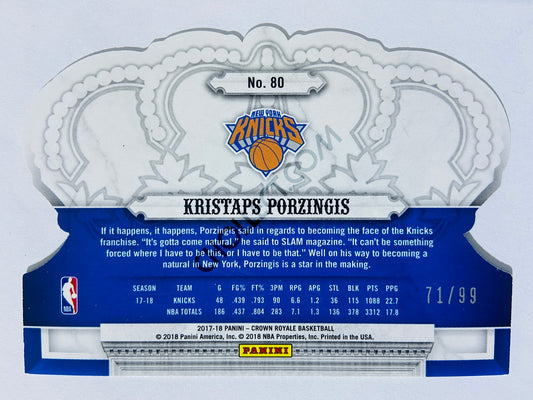 No. 80
NEW YORK
KNICKS
KRISTAPS PORZINGIS
If it happens, it happens, Porzingis said in regards to becoming the face of the Knicks
franchise. “It's gotta come natural,” he said to SLAM magazine. “It can't be something
forced where I have to be that, or I have to be that.” Well on his way to becoming a
natural in New York, Porzingis is a star in the making.
SEASON TEAM G FG% FT% 3PM RPG APG STL BLK PTS PPG
17-18 KNICKS 48 .439 .793 90 6.6 1.2 36 115 1088 22.7
NBA TOTALS 186 .437 .804 283 7.1 1.3 136 378 3312 17.8
71/99
NBA
2017-18 PANINI – CROWN ROYALE BASKETBALL
© 2018 Panini America, Inc. © 2018 NBA Properties, Inc. Printed in the USA.
PANINI